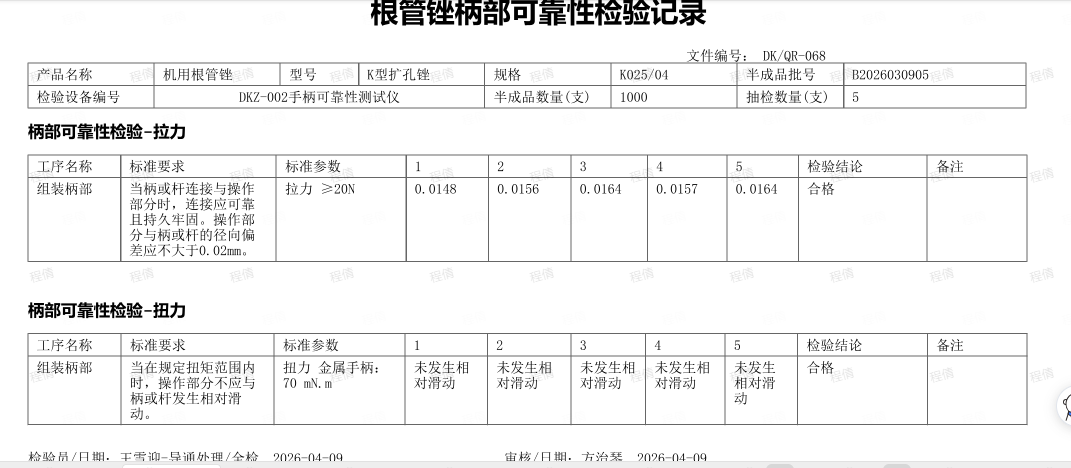 根管锉柄部可靠性检验记录
文件编号： DK/QR-068
产品名称 机用根管锉 型号 K型扩孔锉 规格 K025/04 半成品批号 B2026030905
检验设备编号 DKZ-002手柄可靠性测试仪 半成品数量(支) 1000 抽检数量(支) 5
柄部可靠性检验-拉力
工序名称 标准要求 标准参数 1 2 3 4 5 检验结论 备注
组装柄部 当柄或杆连接与操作 拉力 ≥20N 0.0148 0.0156 0.0164 0.0157 0.0164 合格
部分时，连接应可靠
且持久牢固。操作部
分与柄或杆的径向偏
差应不大于0.02mm。
柄部可靠性检验-扭力
工序名称 标准要求 标准参数 1 2 3 4 5 检验结论 备注
组装柄部 当在规定扭矩范围内 扭力 金属手柄： 未发生相 未发生相 未发生相 未发生相 未发生 合格
时，操作部分不应与 70 mN.m 对滑动 对滑动 对滑动 对滑动 相对滑
柄或杆发生相对滑 动
动。
检验员/日期： 王雪迎-导通处理/全检 2026-04-09 审核/日期： 方治琴 2026-04-09
程倩